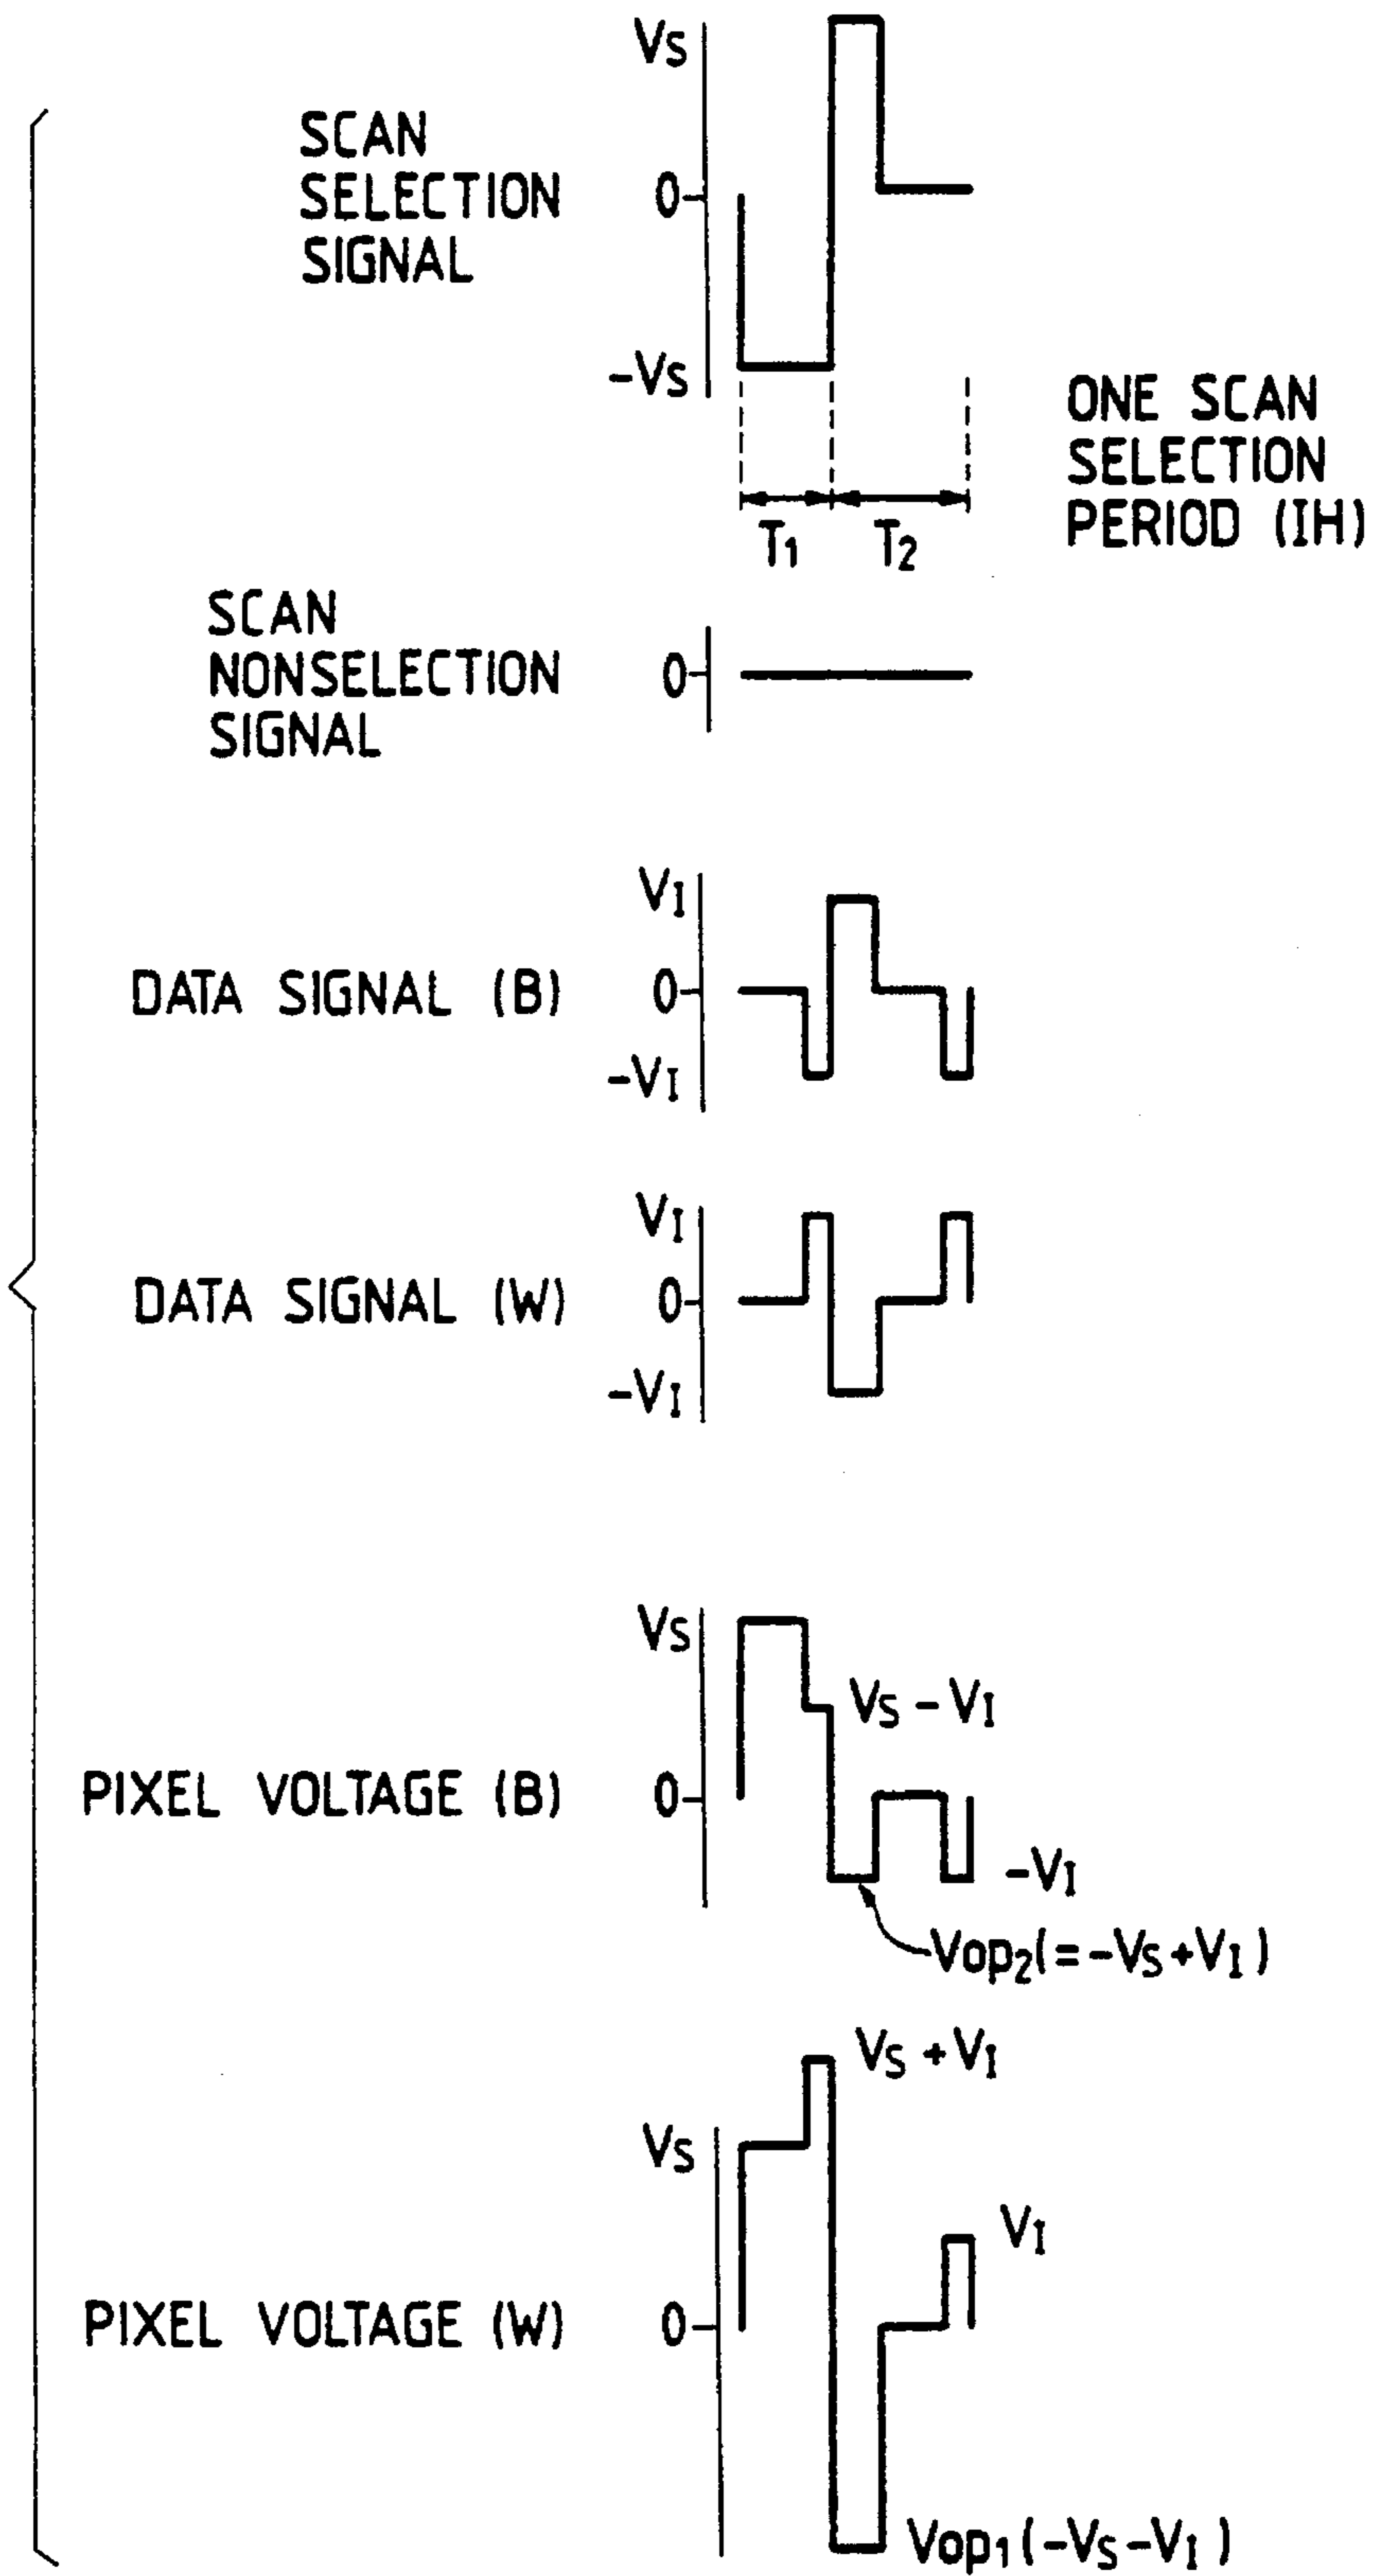 VS
SCAN
SELECTION
SIGNAL
0
-VS
ONE SCAN
SELECTION
PERIOD (IH)
T1
T2
SCAN
NONSELECTION
SIGNAL
0
VI
DATA SIGNAL (B)
0
-VI
VI
DATA SIGNAL (W)
0
-VI
VS
VS - VI
PIXEL VOLTAGE (B)
0
-VI
Vop2(=-VS+VI)
VS + VI
VS
VI
PIXEL VOLTAGE (W)
0
Vop1(-VS-VI)